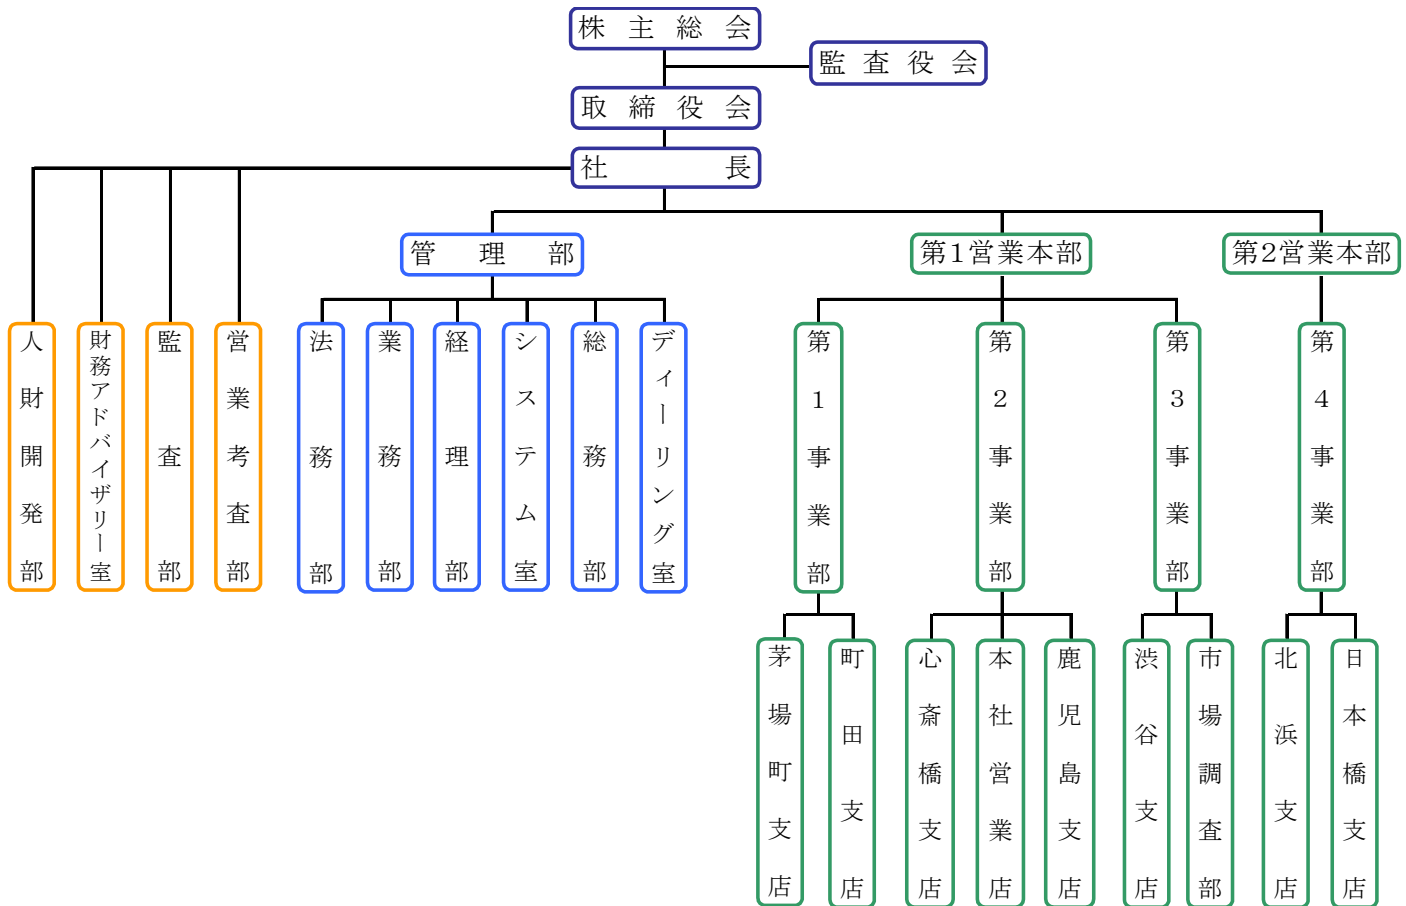 株主総会
監査役会
取締役会
社長
管理部
第1営業本部
第2営業本部
人財開発部
財務アドバイザリー室
監査部
営業考査部
法務部
業務部
経理部
システム室
総務部
ディーリング室
第1事業部
第2事業部
第3事業部
第4事業部
茅場町支店
町田支店
心斎橋支店
本社営業店
鹿児島支店
渋谷支店
市場調査部
北浜支店
日本橋支店